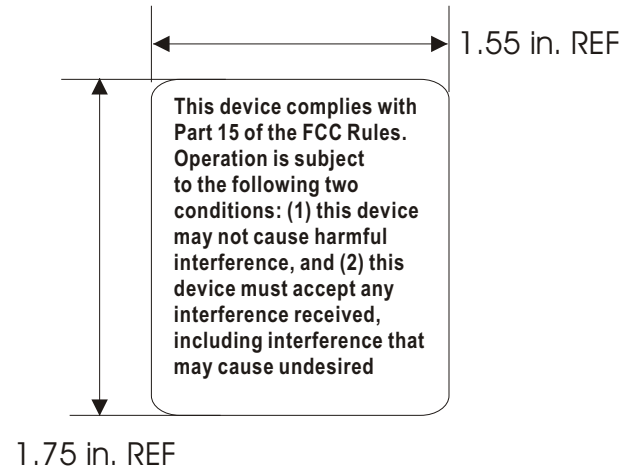 1.55 in. REF
This device complies with
Part 15 of the FCC Rules.
Operation is subject
to the following two
conditions: (1) this device
may not cause harmful
interference, and (2) this
device must accept any
interference received,
including interference that
may cause undesired
1.75 in. REF